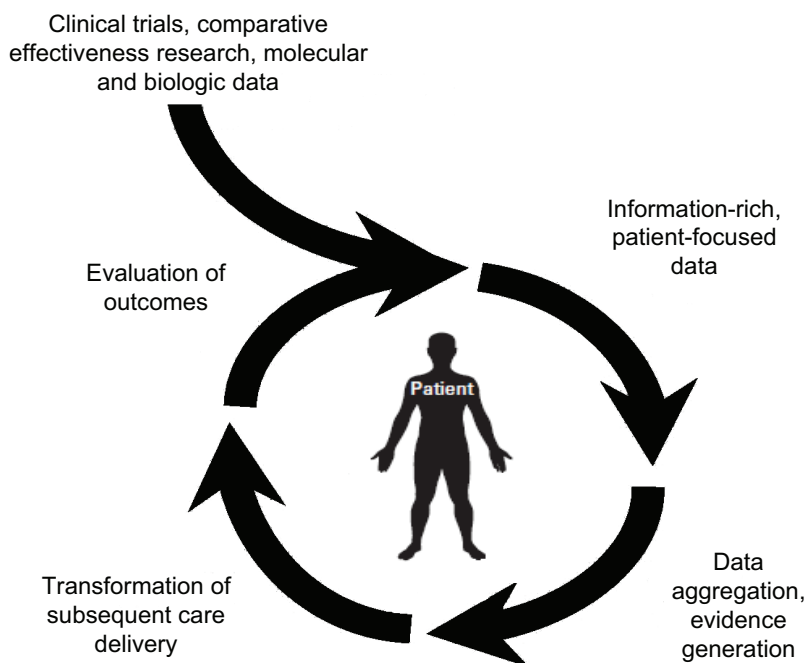 Clinical trials, comparative
effectiveness research, molecular
and biologic data
Information-rich,
patient-focused
data
Evaluation of
outcomes
Patient
Data
aggregation,
evidence
generation
Transformation of
subsequent care
delivery